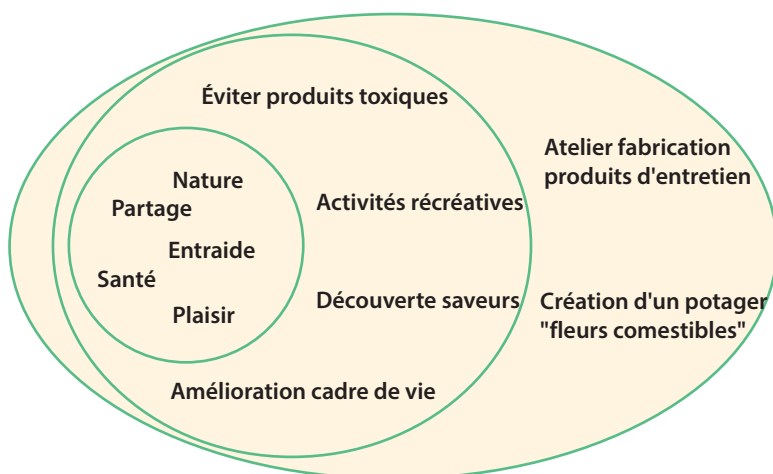 Éviter produits toxiques
Nature
Partage
Entraide
Santé
Plaisir
Activités récréatives
Découverte saveurs
Amélioration cadre de vie
Atelier fabrication
produits d'entretien
Création d'un potager
"fleurs comestibles"